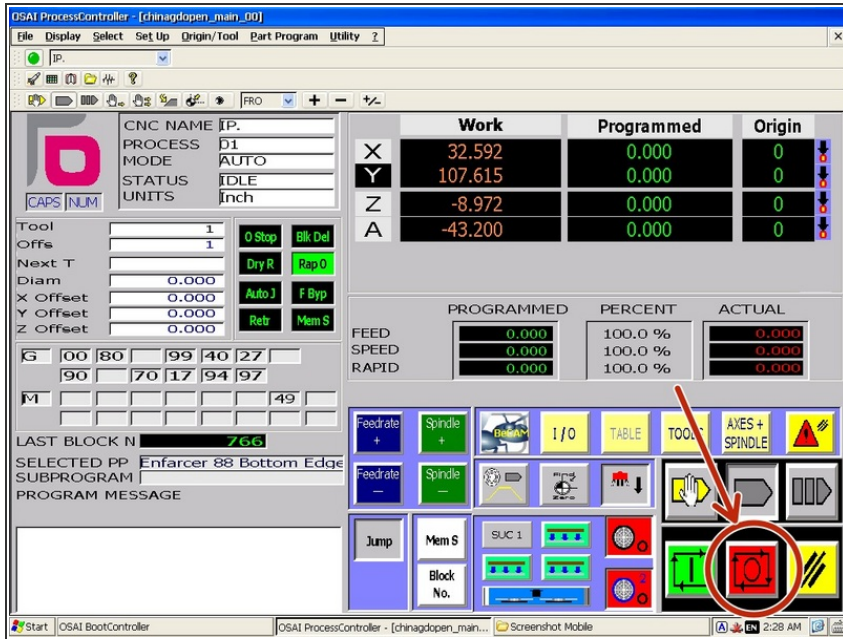 OSAI ProcessController - [chinagdopen_main_00]
File Display Select Set Up Origin/Tool Part Program Utility ?
IP.
FRO
CNC NAME IP.
PROCESS 01
MODE AUTO
STATUS IDLE
UNITS Inch
CAPS NUM
Work Programmed Origin
X 32.592 0.000 0
Y 107.615 0.000 0
Z -8.972 0.000 0
A -43.200 0.000 0
Tool 1
Offs 1
Next T
Diam 0.000
X Offset 0.000
Y Offset 0.000
Z Offset 0.000
O Stop Blk Del
Dry R Rap O
Auto J F Byp
Retr Mem S
PROGRAMMED PERCENT ACTUAL
FEED 0.000 100.0 % 0.000
SPEED 0.000 100.0 % 0.000
RAPID 0.000 100.0 % 0.000
G 00 80 99 40 27
90 70 17 94 97
M 49
LAST BLOCK N 766
SELECTED PP Enfarcer 88 Bottom Edge
SUBPROGRAM
PROGRAM MESSAGE
Feedrate +
Spindle +
I/O
TABLE
TOOLS
AXES + SPINDLE
Feedrate -
Spindle -
Zero
Jump
Mem S
SUC 1
Block No.
2
Start OSAI BootController OSAI ProcessController - [chinagdopen_main... Screenshot Mobile A EN 2:28 AM